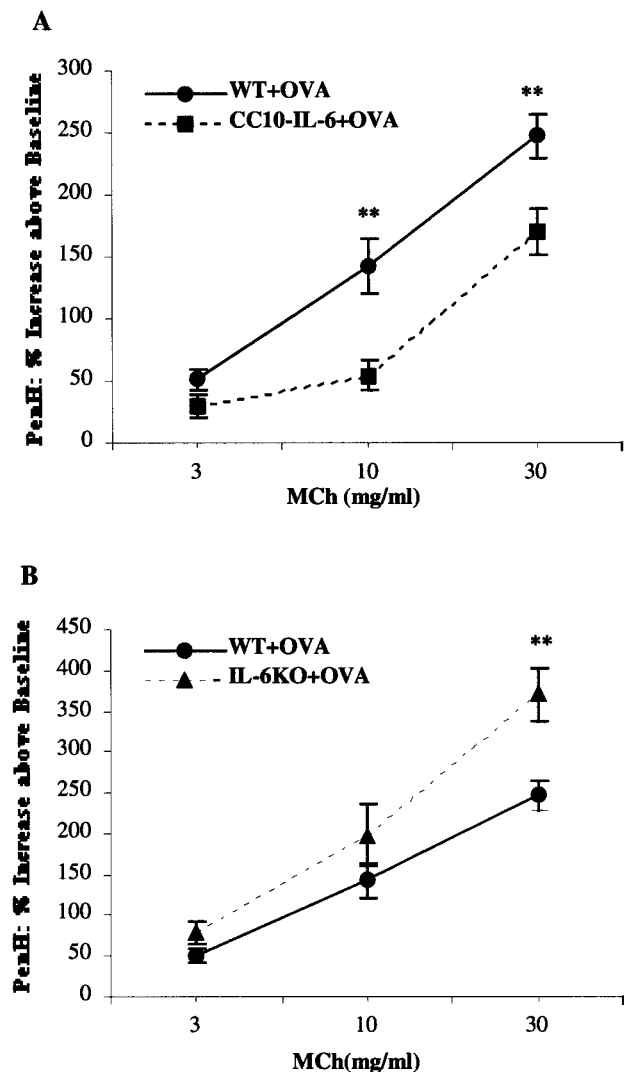 A
PenH: % Increase above Baseline
300
250
200
150
100
50
0
WT+OVA
CC10-IL-6+OVA
**
**
3
10
30
MCh (mg/ml)
B
PenH: % Increase above Baseline
450
400
350
300
250
200
150
100
50
0
WT+OVA
IL-6KO+OVA
**
3
10
30
MCh(mg/ml)